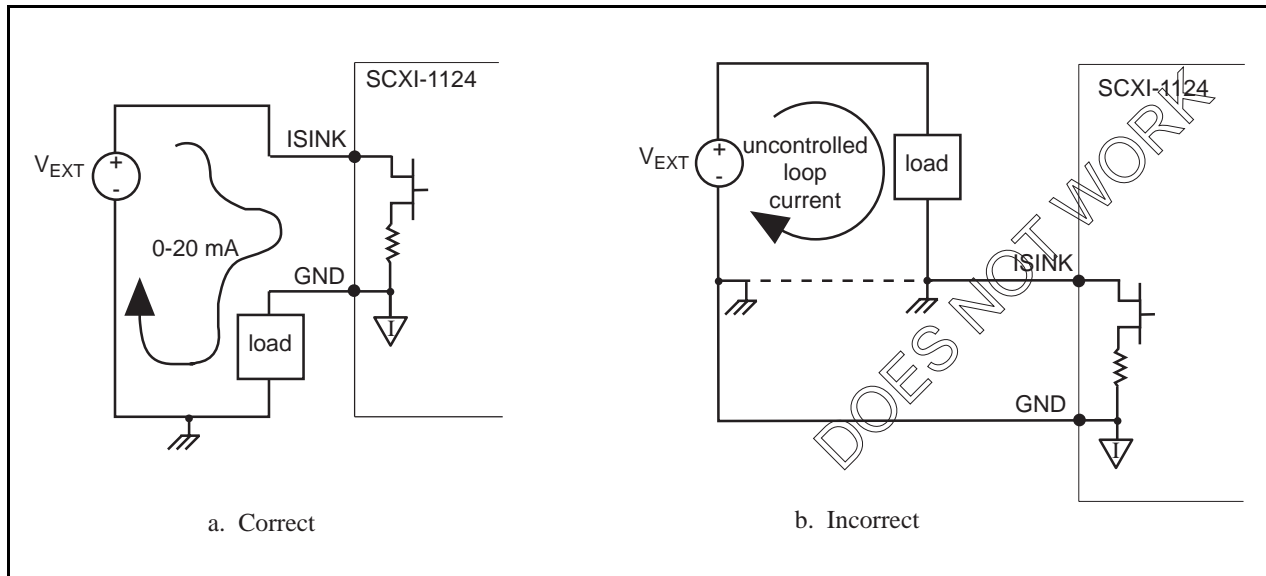 SCXI-1124
ISINK
VEXT
+
-
0-20 mA
GND
load
I
a. Correct
SCXI-1124
VEXT
+
-
uncontrolled
loop
current
load
ISINK
GND
I
DOES NOT WORK
b. Incorrect